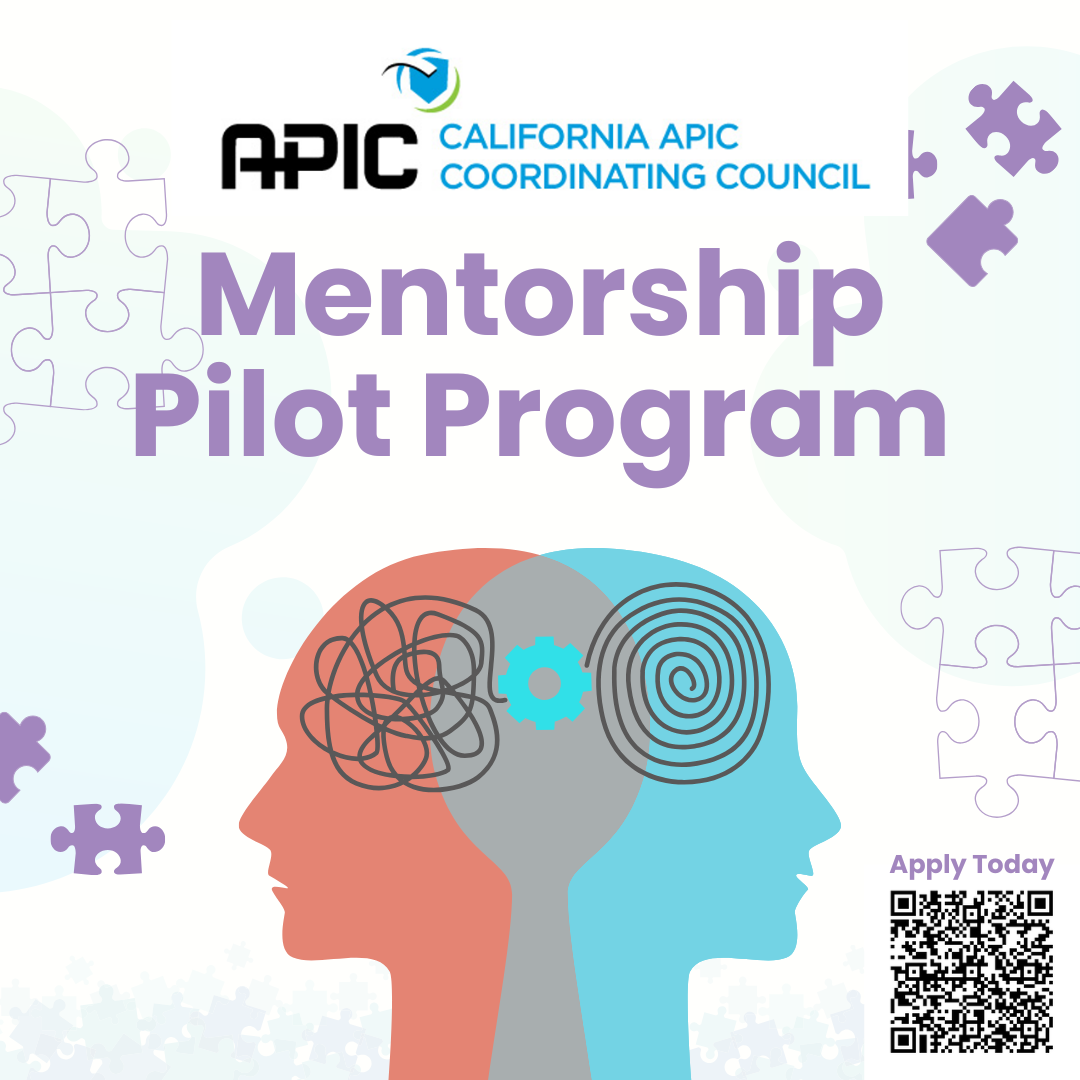 APIC
CALIFORNIA APIC
COORDINATING COUNCIL
Mentorship
Pilot Program
Apply Today